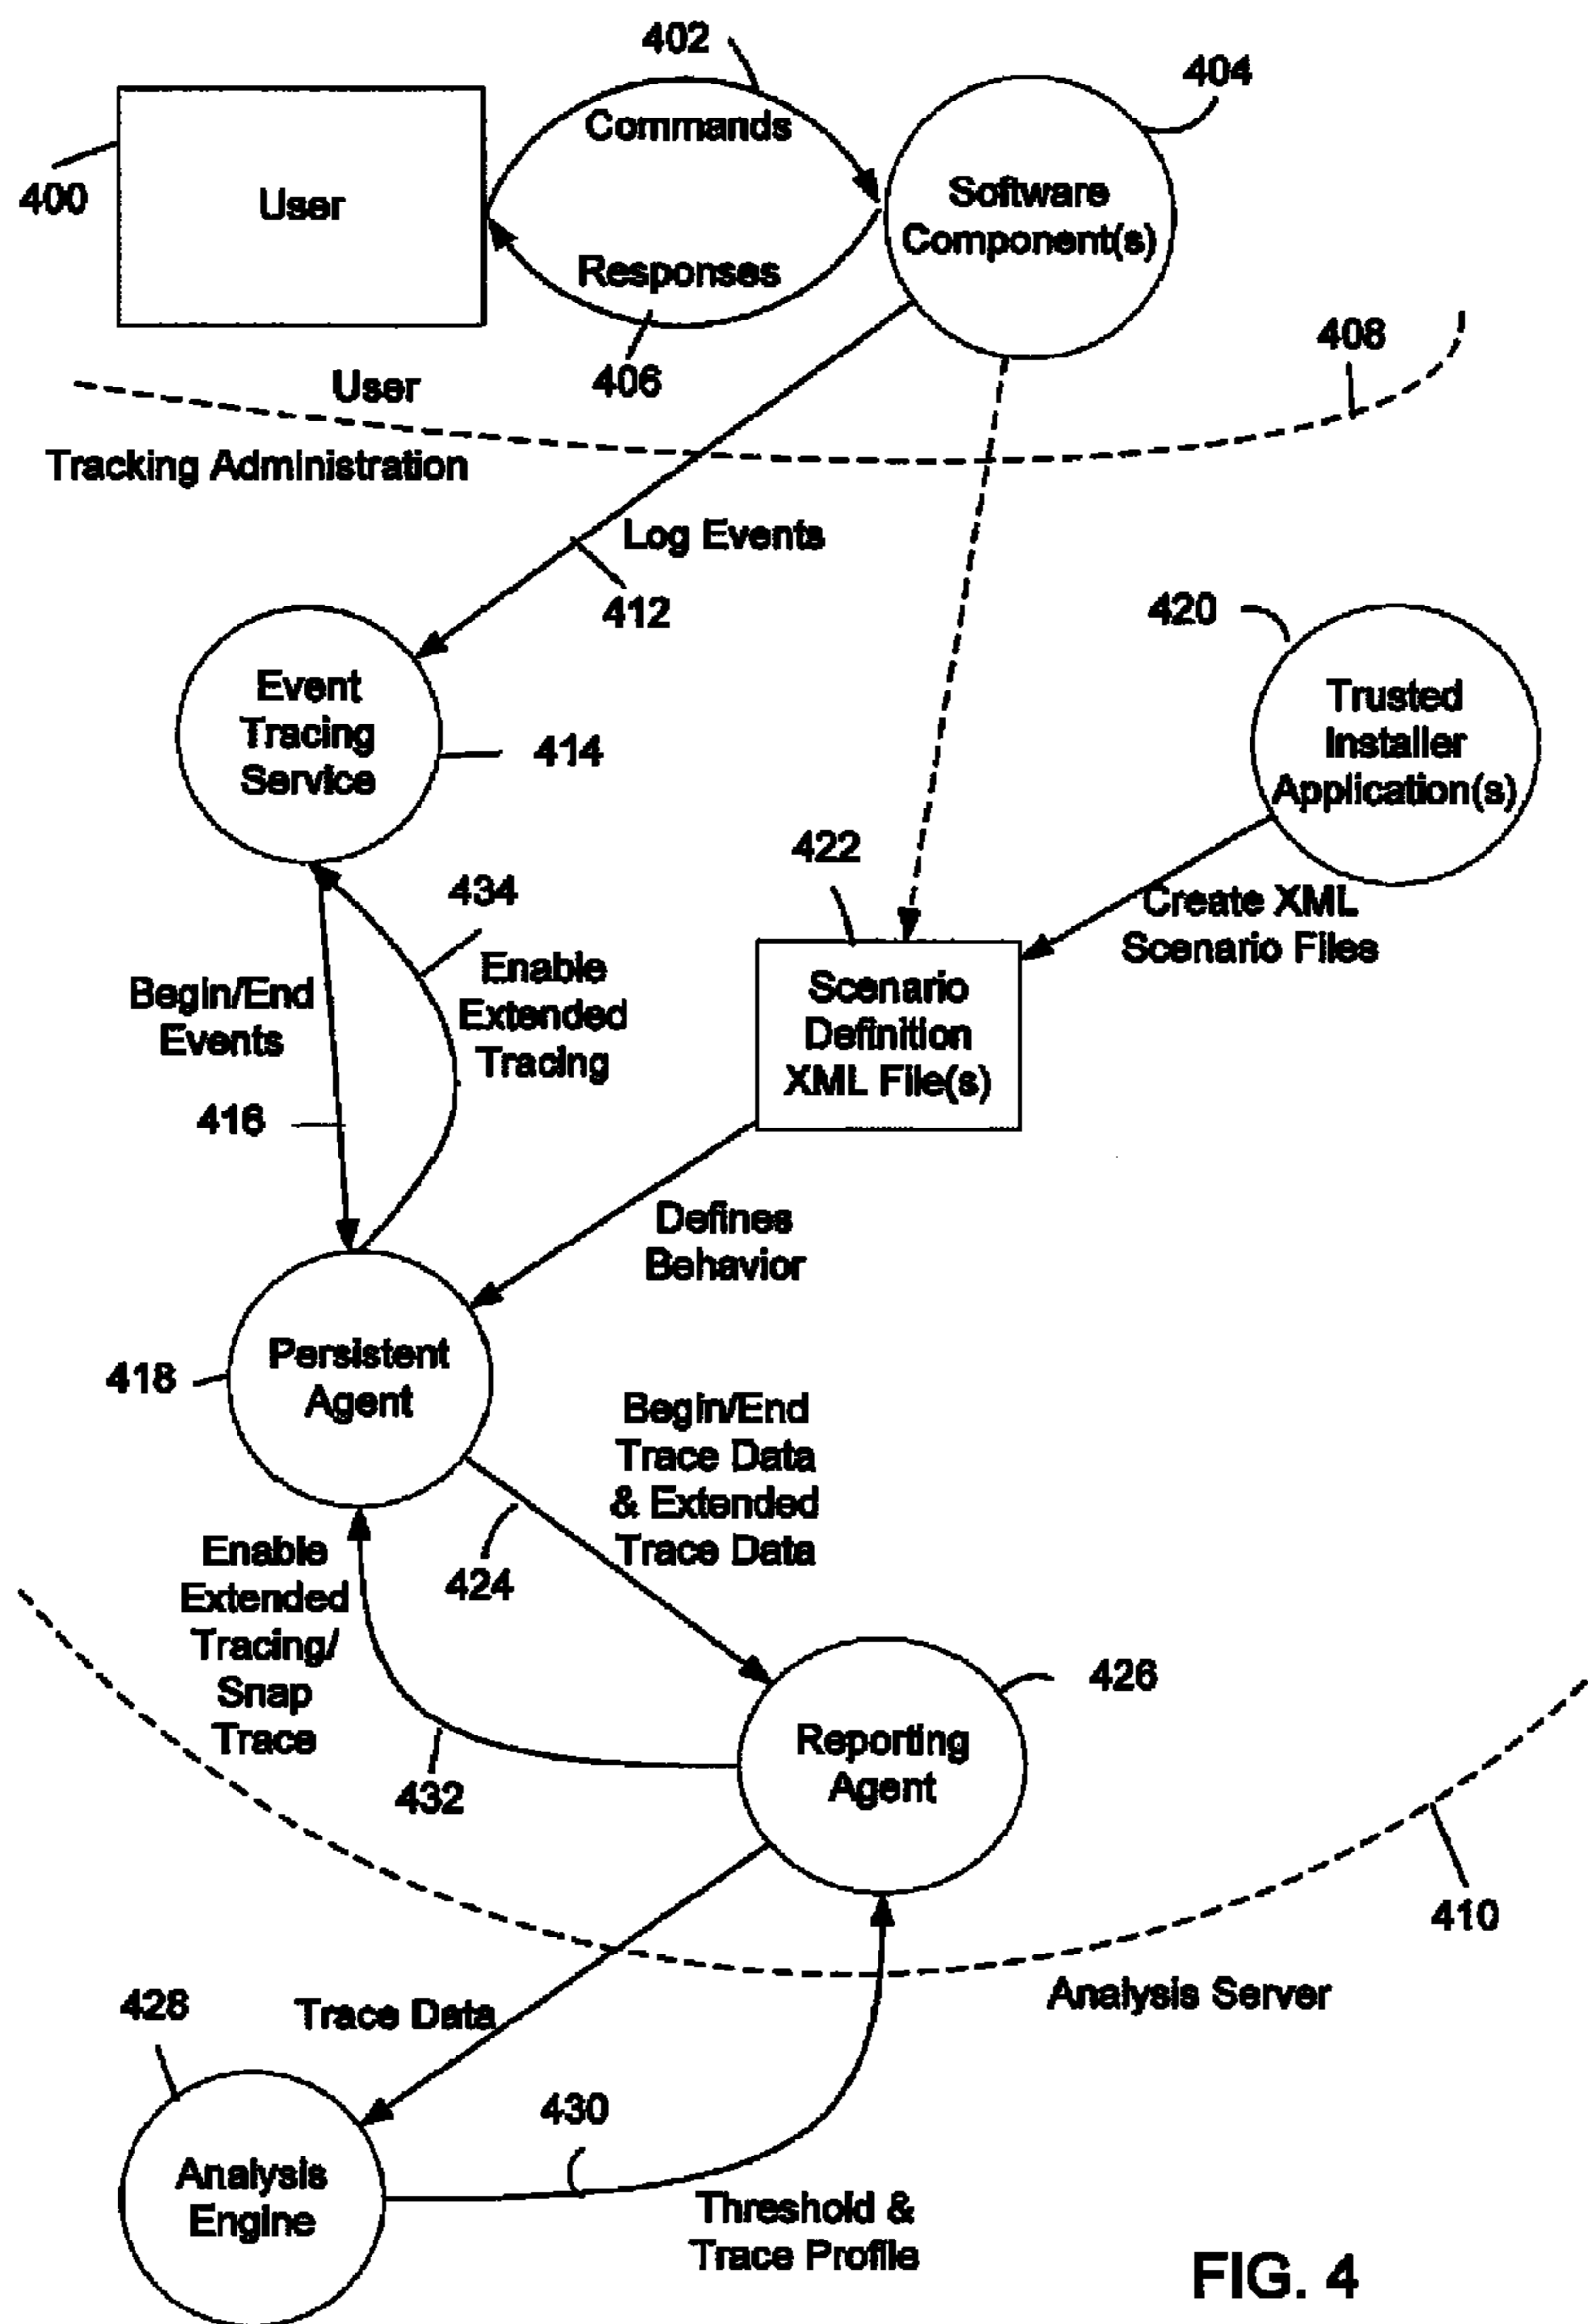 402
404
Commands
400
User
Software
Component(s)
Responses
408
406
User
Tracking Administration
Log Events
412
420
Event
Tracing
Service
414
Trusted
Installer
Application(s)
422
434
Create XML
Scenario Files
Enable
Extended
Tracing
Begin/End
Events
Scenario
Definition
XML File(s)
416
Defines
Behavior
Persistent
Agent
418
Begin/End
Trace Data
& Extended
Trace Data
424
Enable
Extended
Tracing/
Snap
Trace
426
Reporting
Agent
432
410
Analysis Server
428
Trace Data
430
Analysis
Engine
Threshold &
Trace Profile
FIG. 4